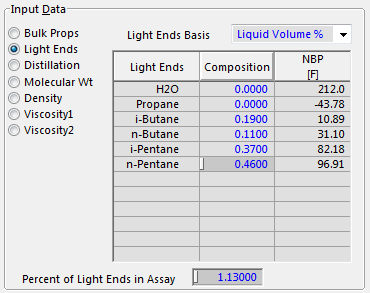 Input Data
Bulk Props
Light Ends
Distillation
Molecular Wt
Density
Viscosity1
Viscosity2
Light Ends Basis Liquid Volume %
Light Ends Composition NBP [F]
H2O 0.0000 212.0
Propane 0.0000 -43.78
i-Butane 0.1900 10.89
n-Butane 0.1100 31.10
i-Pentane 0.3700 82.18
n-Pentane 0.4600 96.91
Percent of Light Ends in Assay 1.13000